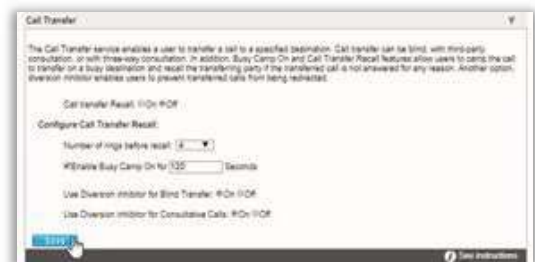 Call Transfer
The Call Transfer service enables a user to transfer a call to a specified destination. Call transfer can be blind, with third-party
consultation, or with three-way consultation. In addition, Busy Camp On and Call Transfer Recall features allow users to camp the call
to transfer on a busy destination and recall the transferring party if the transferred call is not answered for any reason. Another option,
diversion inhibitor enables users to prevent transferred calls from being redirected.
Call transfer Recall: On Off
Configure Call Transfer Recall:
Number of rings before recall: 4
Enable Busy Camp On for 120 Seconds
Use Diversion inhibitor for Blind Transfer: On Off
Use Diversion inhibitor for Consultative Calls: On Off
Save
See instructions